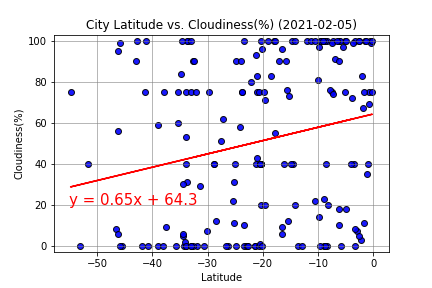 City Latitude vs. Cloudiness(%) (2021-02-05)
100
80
60
40
20
0
Cloudiness(%)
y = 0.65x + 64.3
−50 −40 −30 −20 −10 0
Latitude